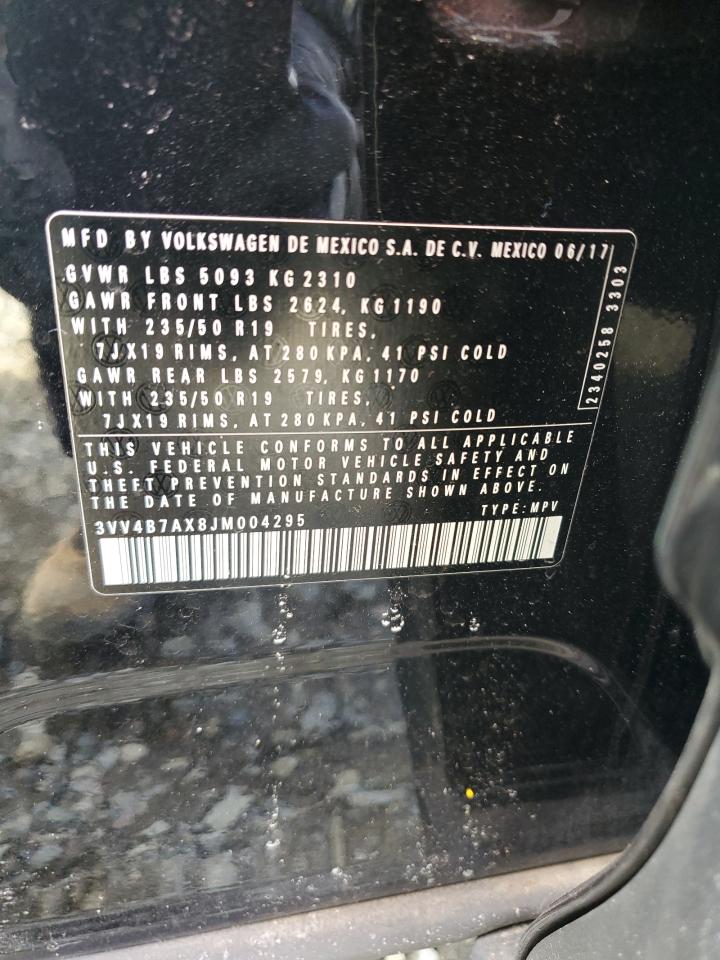 MFD BY VOLKSWAGEN DE MEXICO S.A. DE C.V. MEXICO 06/17
GVWR LBS 5093 KG 2310
GAWR FRONT LBS 2624, KG 1190
WITH 235/50 R19 TIRES,
7JX19 RIMS, AT 280 KPA, 41 PSI COLD
GAWR REAR LBS 2579, KG 1170
WITH 235/50 R19 TIRES,
7JX19 RIMS, AT 280 KPA, 41 PSI COLD
2340258 3303
THIS VEHICLE CONFORMS TO ALL APPLICABLE
U.S. FEDERAL MOTOR VEHICLE SAFETY AND
THEFT PREVENTION STANDARDS IN EFFECT ON
THE DATE OF MANUFACTURE SHOWN ABOVE.
3VV4B7AX8JM004295 TYPE: MPV